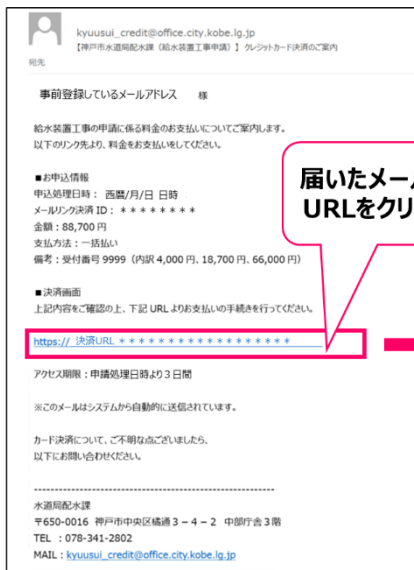 kyuusui_credit@office.city.kobe.lg.jp
【神戸市水道局配水課（給水装置工事申請）】クレジットカード決済のご案内
宛先
事前登録しているメールアドレス　様
給水装置工事の申請に係る料金のお支払いについてご案内します。
以下のリンク先より、料金をお支払いをしてください。
■お申込情報
申込処理日時： 西暦/月/日 日時
メールリンク決済 ID：＊＊＊＊＊＊＊＊
金額：88,700 円
支払方法：一括払い
備考：受付番号 9999（内訳 4,000 円、18,700 円、66,000 円）
届いたメール
URLをクリ
■決済画面
上記内容をご確認の上、下記 URL よりお支払いの手続きを行ってください。
https:// 決済URL＊＊＊＊＊＊＊＊＊＊＊＊＊＊＊＊＊＊
アクセス期限：申請処理日時より３日間
※このメールはシステムから自動的に送信されています。
カード決済について、ご不明な点ございましたら、
以下にお問い合わせください。
------------------------------------------------------------
水道局配水課
〒650-0016 神戸市中央区橘通３－４－２ 中部庁舎３階
TEL ：078-341-2802
MAIL：kyuusui_credit@office.city.kobe.lg.jp